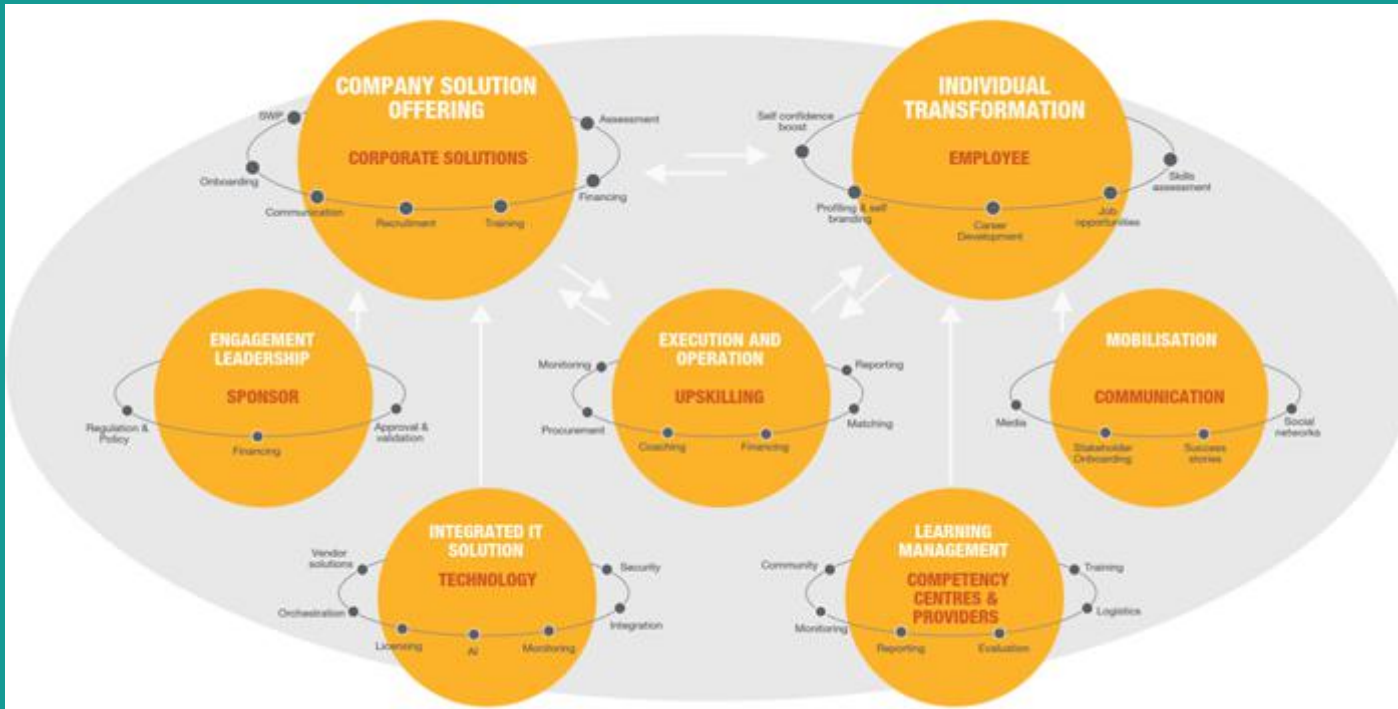 COMPANY SOLUTION
OFFERING
CORPORATE SOLUTIONS
SWP
Assessment
Onboarding
Financing
Communication
Recruitment
Training
INDIVIDUAL
TRANSFORMATION
EMPLOYEE
Self confidence
boost
Skills
assessment
Profiling & self
branding
Career
Development
Job
opportunities
ENGAGEMENT
LEADERSHIP
SPONSOR
Regulation &
Policy
Financing
Approval &
validation
EXECUTION AND
OPERATION
UPSKILLING
Monitoring
Reporting
Procurement
Matching
Coaching
Financing
MOBILISATION
COMMUNICATION
Media
Stakeholder
Onboarding
Success
stories
Social
networks
INTEGRATED IT
SOLUTION
TECHNOLOGY
Vendor
solutions
Security
Orchestration
Integration
Licensing
AI
Monitoring
LEARNING
MANAGEMENT
COMPETENCY
CENTRES &
PROVIDERS
Community
Training
Monitoring
Logistics
Reporting
Evaluation